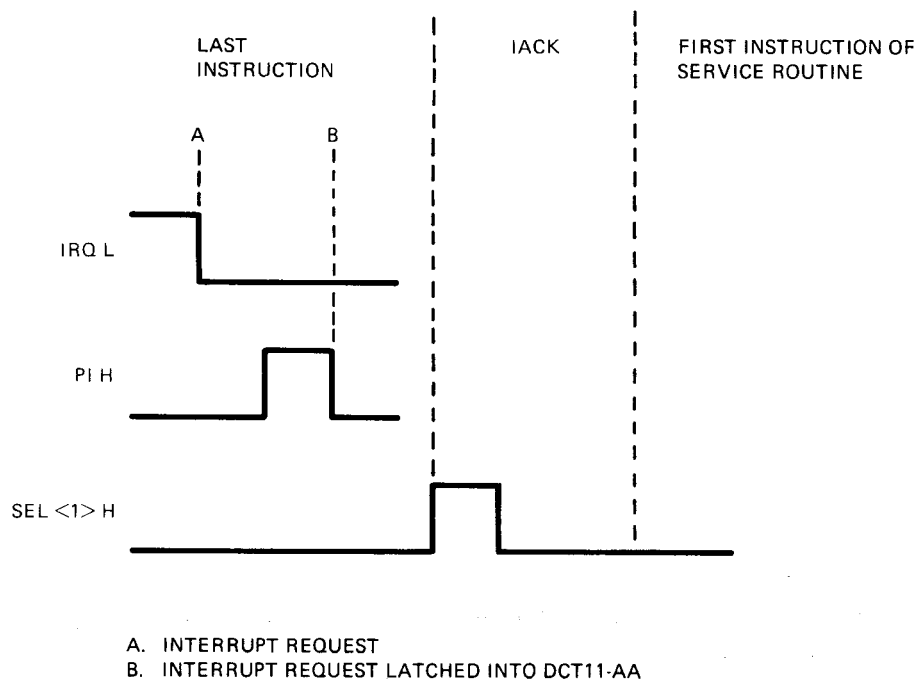 LAST
INSTRUCTION
IACK
FIRST INSTRUCTION OF
SERVICE ROUTINE
A
B
IRQ L
PI H
SEL <1> H
A. INTERRUPT REQUEST
B. INTERRUPT REQUEST LATCHED INTO DCT11-AA